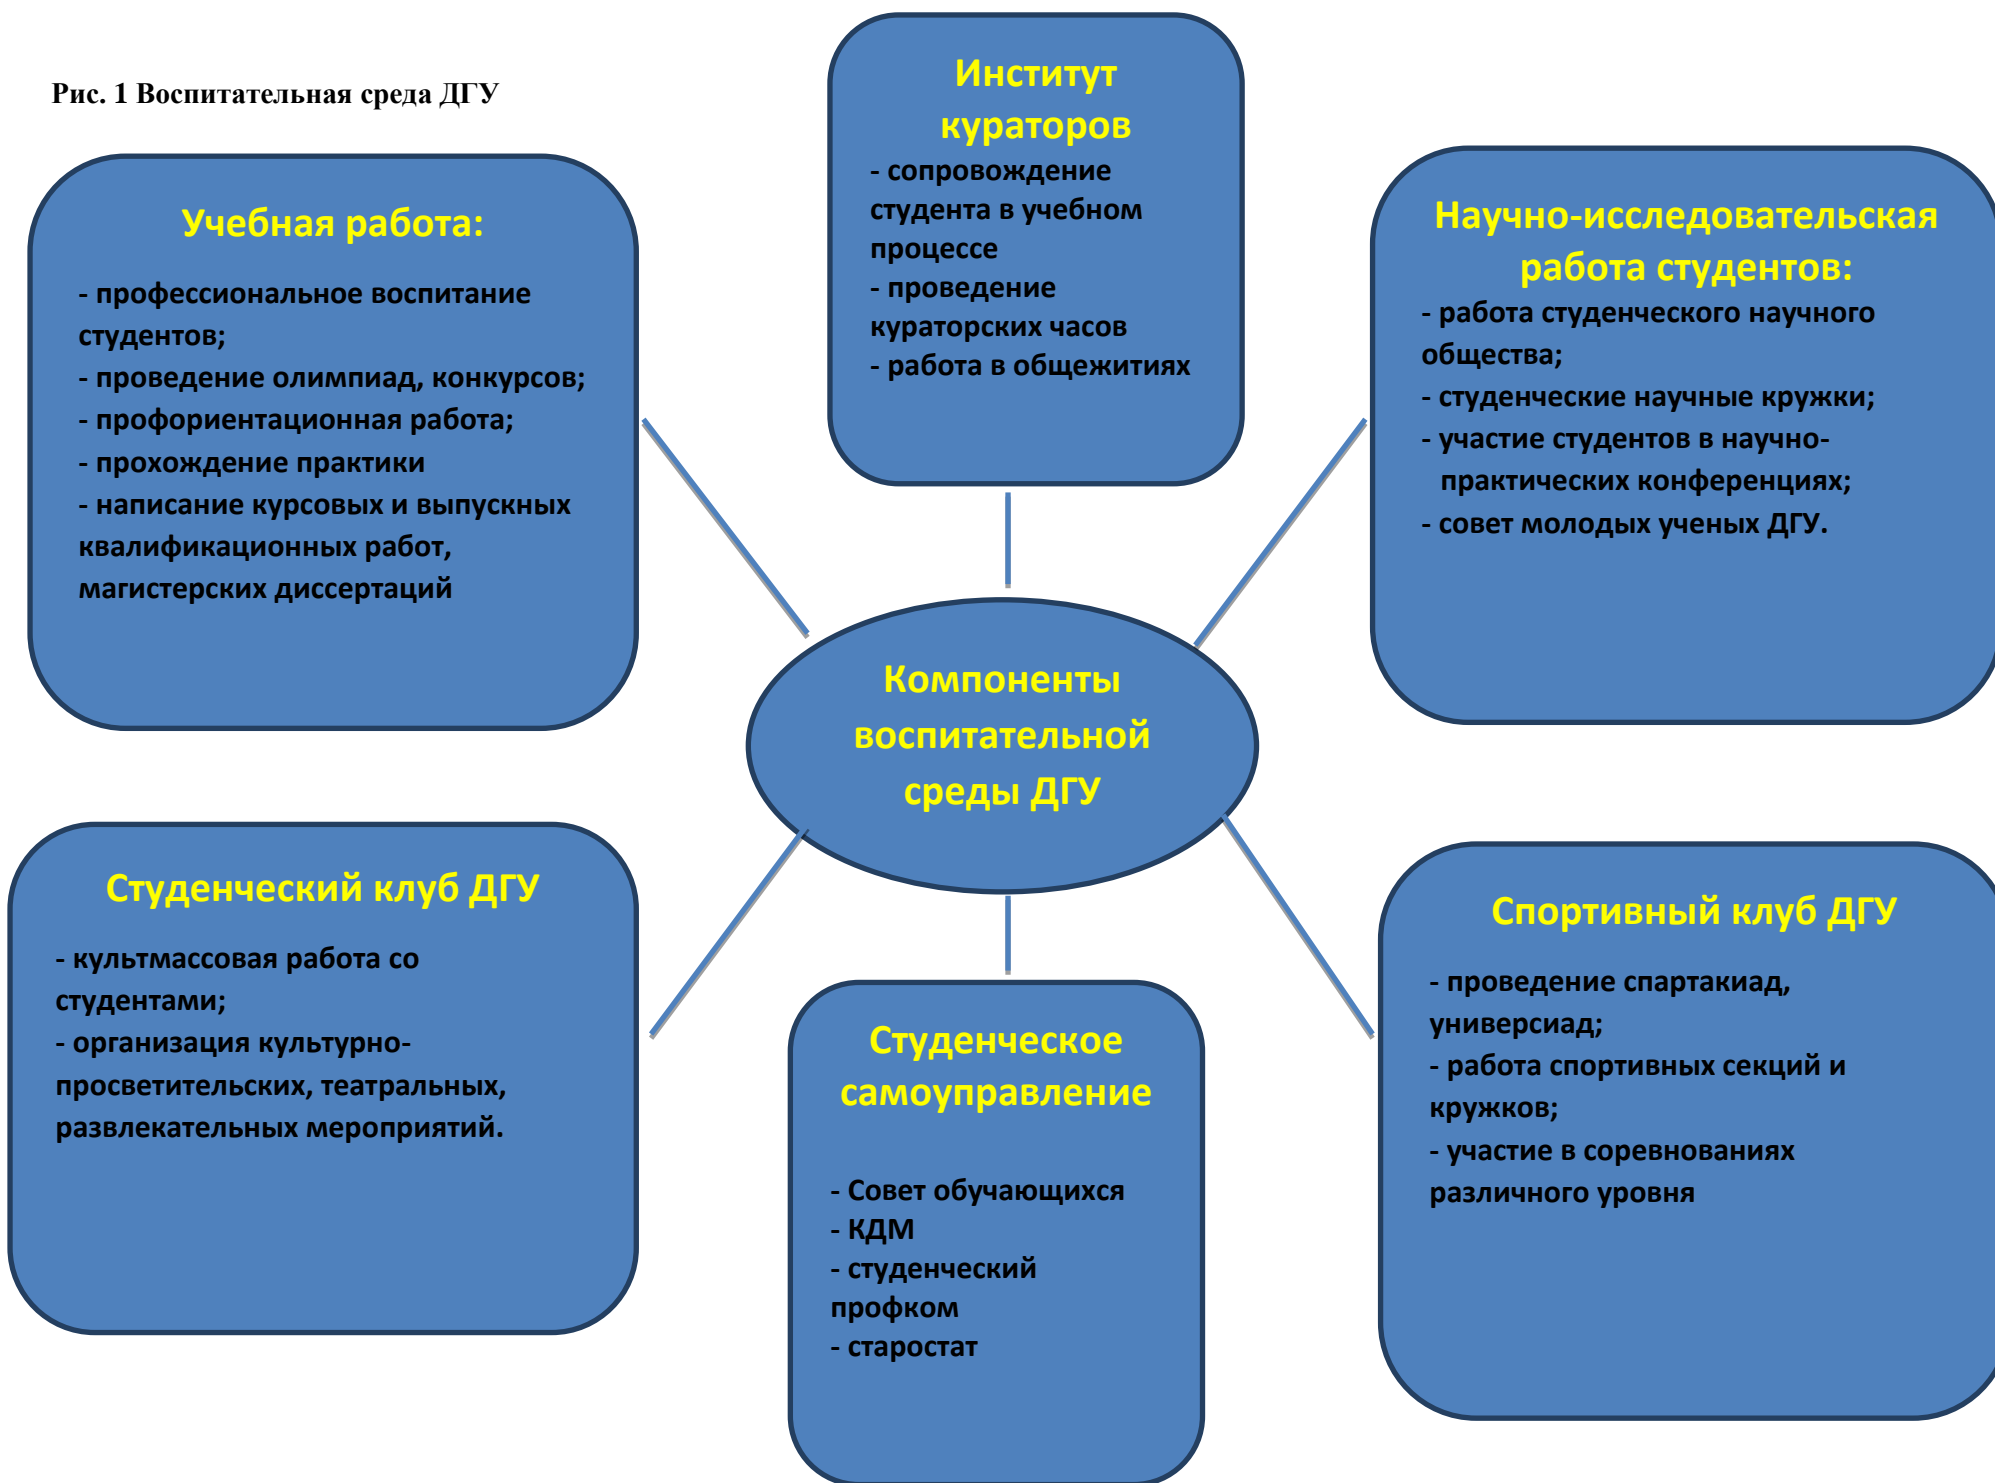 Рис. 1 Воспитательная среда ДГУ
Институт
кураторов
- сопровождение
студента в учебном
процессе
- проведение
кураторских часов
- работа в общежитиях
Учебная работа:
- профессиональное воспитание
студентов;
- проведение олимпиад, конкурсов;
- профориентационная работа;
- прохождение практики
- написание курсовых и выпускных
квалификационных работ,
магистерских диссертаций
Научно-исследовательская
работа студентов:
- работа студенческого научного
общества;
- студенческие научные кружки;
- участие студентов в научно-
практических конференциях;
- совет молодых ученых ДГУ.
Компоненты
воспитательной
среды ДГУ
Студенческий клуб ДГУ
- культмассовая работа со
студентами;
- организация культурно-
просветительских, театральных,
развлекательных мероприятий.
Студенческое
самоуправление
- Совет обучающихся
- КДМ
- студенческий
профком
- старостат
Спортивный клуб ДГУ
- проведение спартакиад,
универсиад;
- работа спортивных секций и
кружков;
- участие в соревнованиях
различного уровня